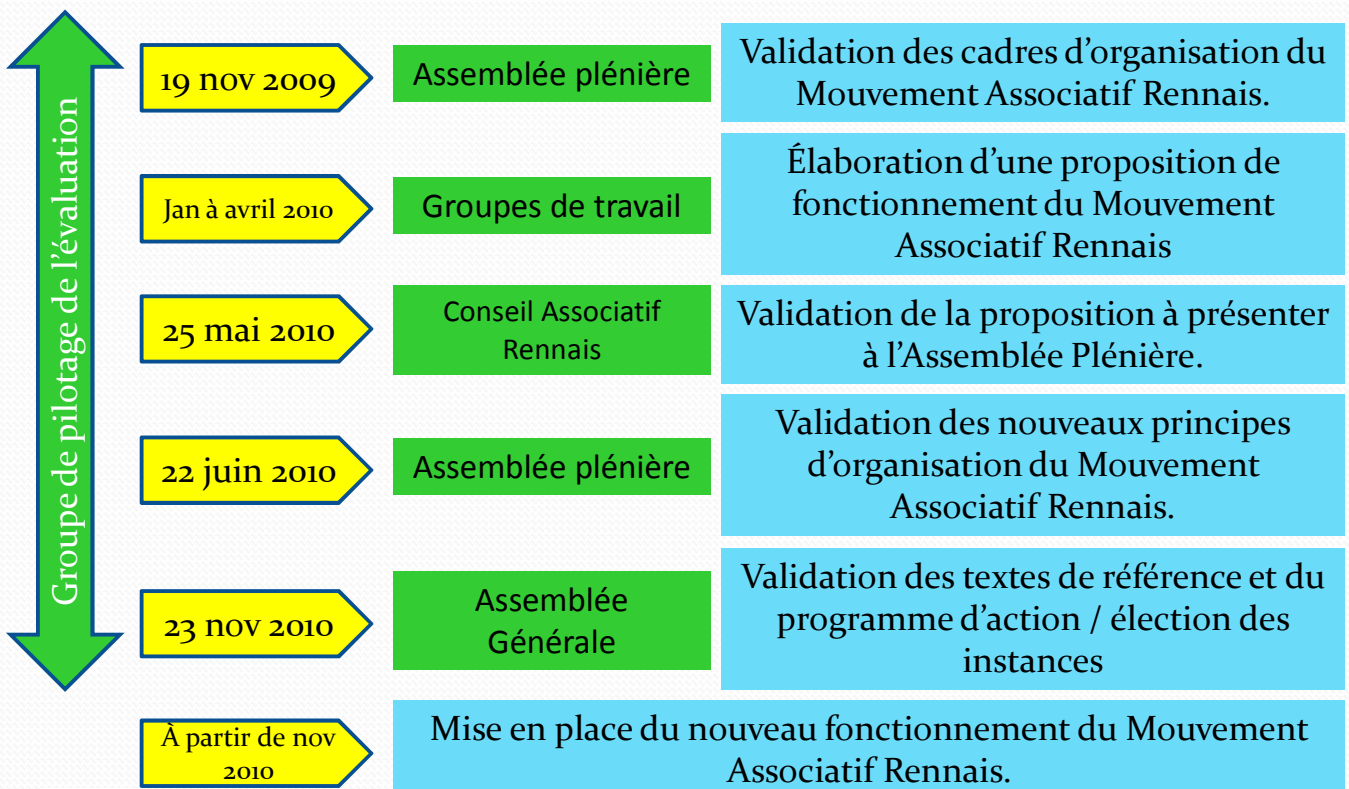 Groupe de pilotage de l'évaluation
19 nov 2009
Assemblée plénière
Validation des cadres d'organisation du
Mouvement Associatif Rennais.
Jan à avril 2010
Groupes de travail
Élaboration d'une proposition de
fonctionnement du Mouvement
Associatif Rennais
25 mai 2010
Conseil Associatif
Rennais
Validation de la proposition à présenter
à l'Assemblée Plénière.
22 juin 2010
Assemblée plénière
Validation des nouveaux principes
d'organisation du Mouvement
Associatif Rennais.
23 nov 2010
Assemblée
Générale
Validation des textes de référence et du
programme d'action / élection des
instances
À partir de nov
2010
Mise en place du nouveau fonctionnement du Mouvement
Associatif Rennais.